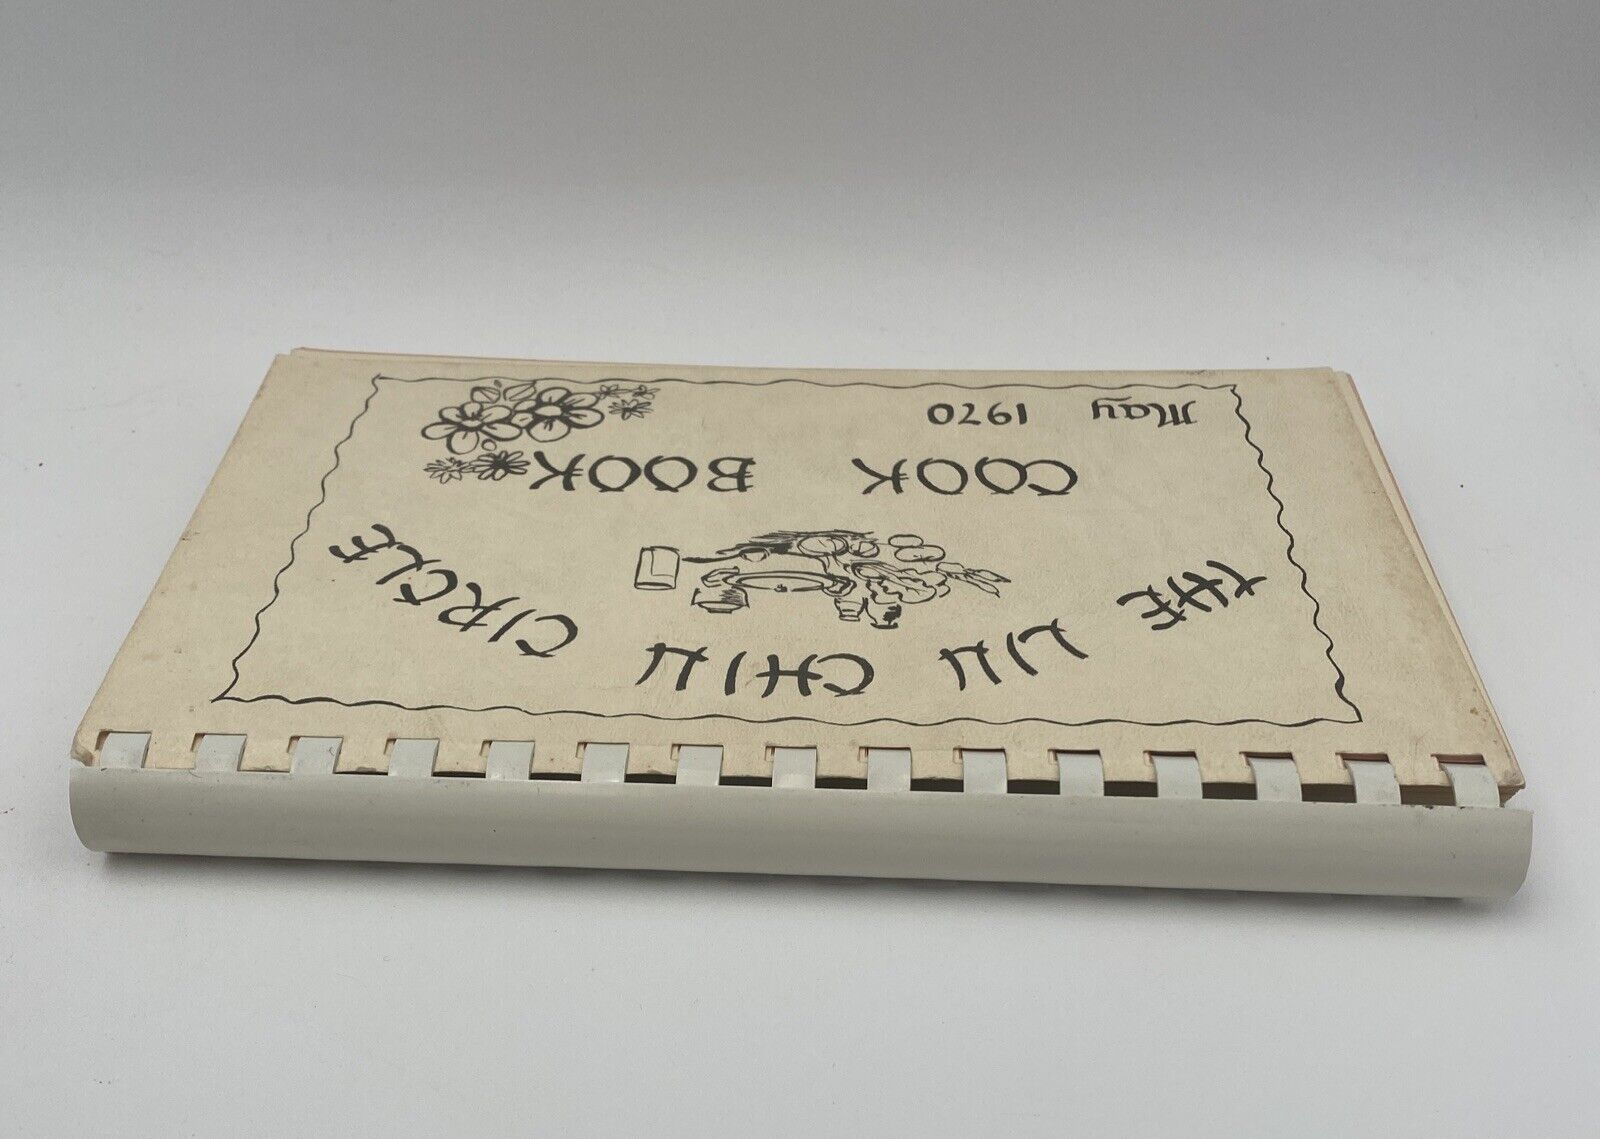 THE LIU CHIU CIRCLE
COOK BOOK
May 1970